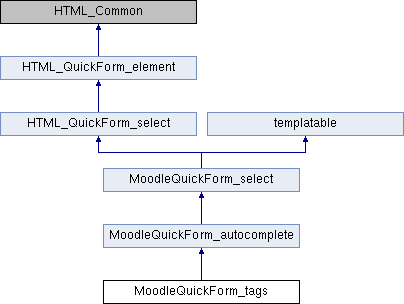 HTML_Common
HTML_QuickForm_element
HTML_QuickForm_select
templatable
MoodleQuickForm_select
MoodleQuickForm_autocomplete
MoodleQuickForm_tags